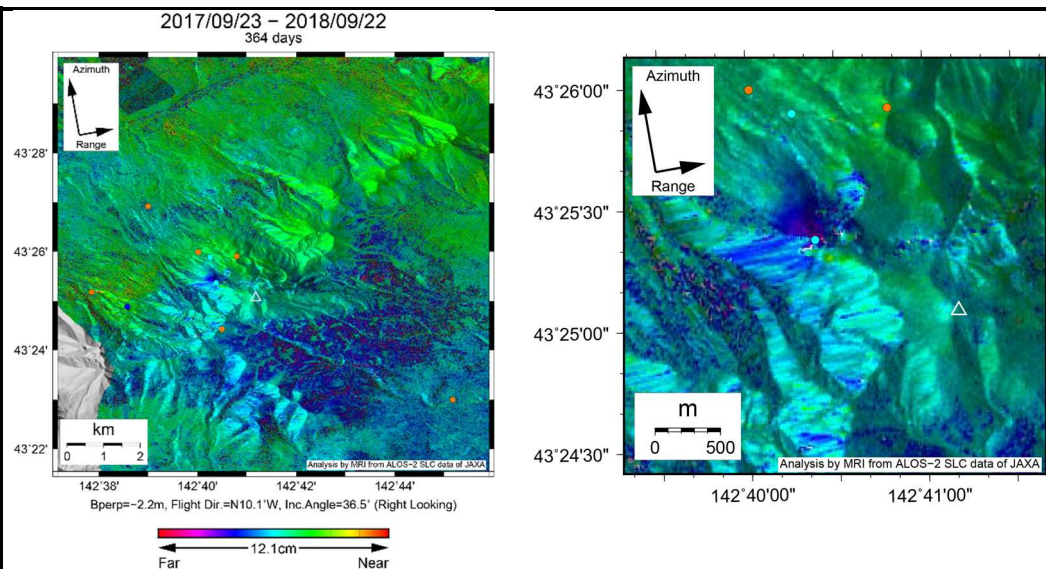 2017/09/23 − 2018/09/22
364 days
Azimuth
Range
43˚28'
43˚26'
43˚24'
43˚22'
km
0 1 2
Analysis by MRI from ALOS−2 SLC data of JAXA
142˚38' 142˚40' 142˚42' 142˚44'
Bperp=−2.2m, Flight Dir.=N10.1˚W, Inc.Angle=36.5˚ (Right Looking)
12.1cm
Far Near
Azimuth
Range
43˚26'00"
43˚25'30"
43˚25'00"
43˚24'30"
m
0 500
Analysis by MRI from ALOS−2 SLC data of JAXA
142˚40'00" 142˚41'00"